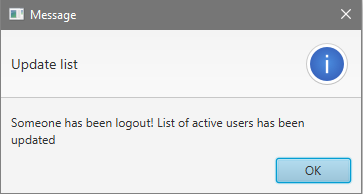 Message
Update list
Someone has been logout! List of active users has been
updated
OK